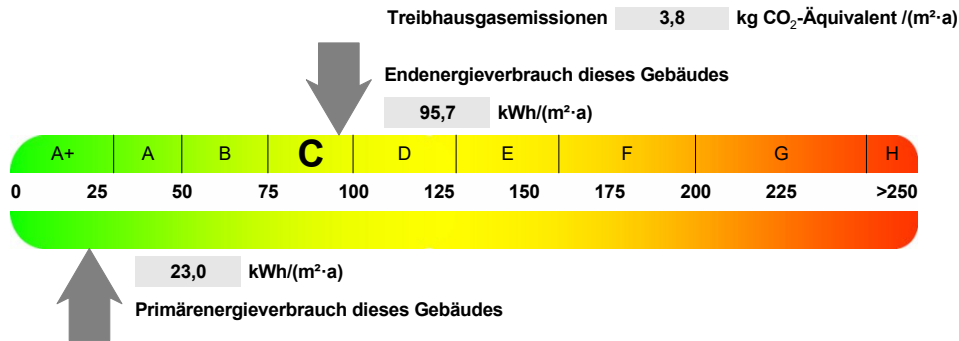 Treibhausgasemissionen 3,8 kg CO₂-Äquivalent /(m²·a)
Endenergieverbrauch dieses Gebäudes
95,7 kWh/(m²·a)
A+ A B C D E F G H
0 25 50 75 100 125 150 175 200 225 >250
23,0 kWh/(m²·a)
Primärenergieverbrauch dieses Gebäudes